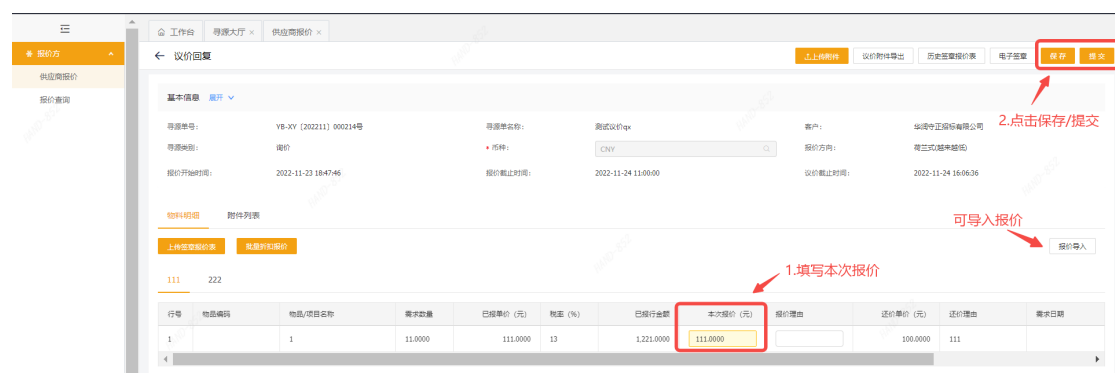 工作台 寻源大厅 × 供应商报价 ×
报价方
供应商报价
报价查询
← 议价回复
上传附件 议价附件导出 历史签章报价表 电子签章 保存 提交
2.点击保存/提交
基本信息 展开
寻源单号: YB-XY【202211】000214号 寻源单名称: 测试议价qx 客户: 华润守正招标有限公司
寻源类别: 询价 * 币种: CNY 报价方向: 荷兰式(越来越低)
报价开始时间: 2022-11-23 18:47:46 报价截止时间: 2022-11-24 11:00:00 议价截止时间: 2022-11-24 16:06:36
物料明细 附件列表
可导入报价
上传签章报价表 批量折扣报价 报价导入
111 222
1.填写本次报价
行号 物品编码 物品/项目名称 需求数量 已报单价（元） 税率（%） 已报行金额 本次报价（元） 报价理由 还价单价（元） 还价理由 需求日期
1 1 11.0000 111.0000 13 1,221.0000 111.0000 100.0000 111